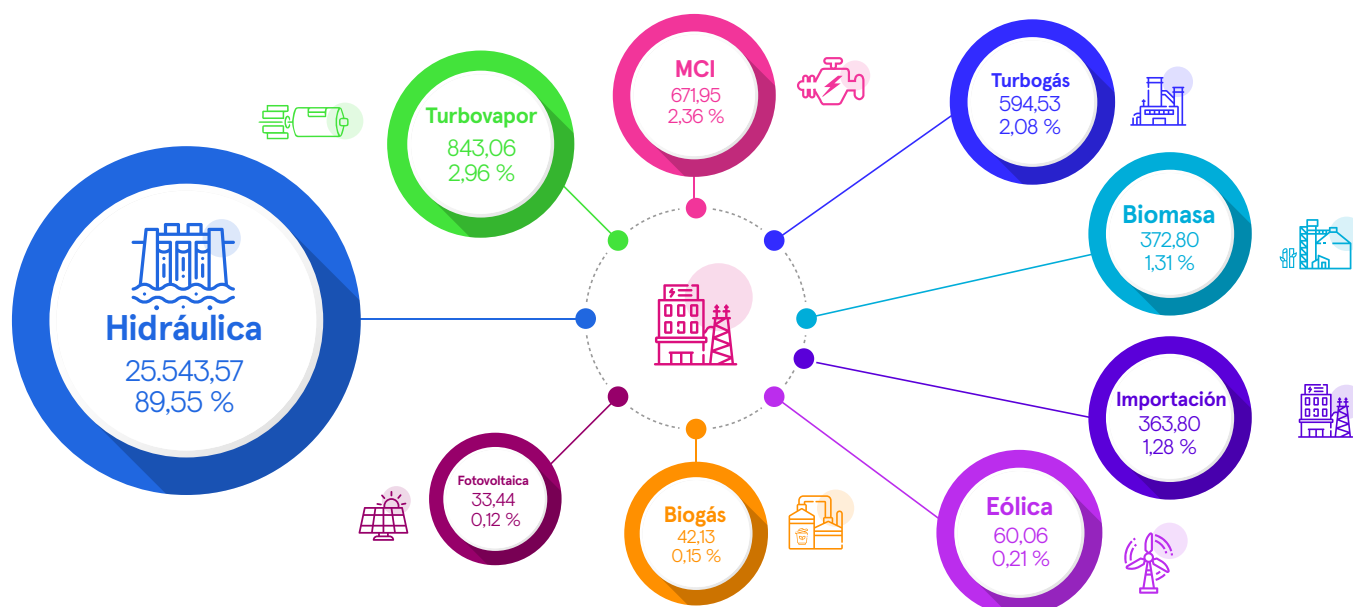 MCI
671,95
2,36 %
Turbogás
594,53
2,08 %
Turbovapor
843,06
2,96 %
Biomasa
372,80
1,31 %
Hidráulica
25.543,57
89,55 %
Importación
363,80
1,28 %
Fotovoltaica
33,44
0,12 %
Biogás
42,13
0,15 %
Eólica
60,06
0,21 %